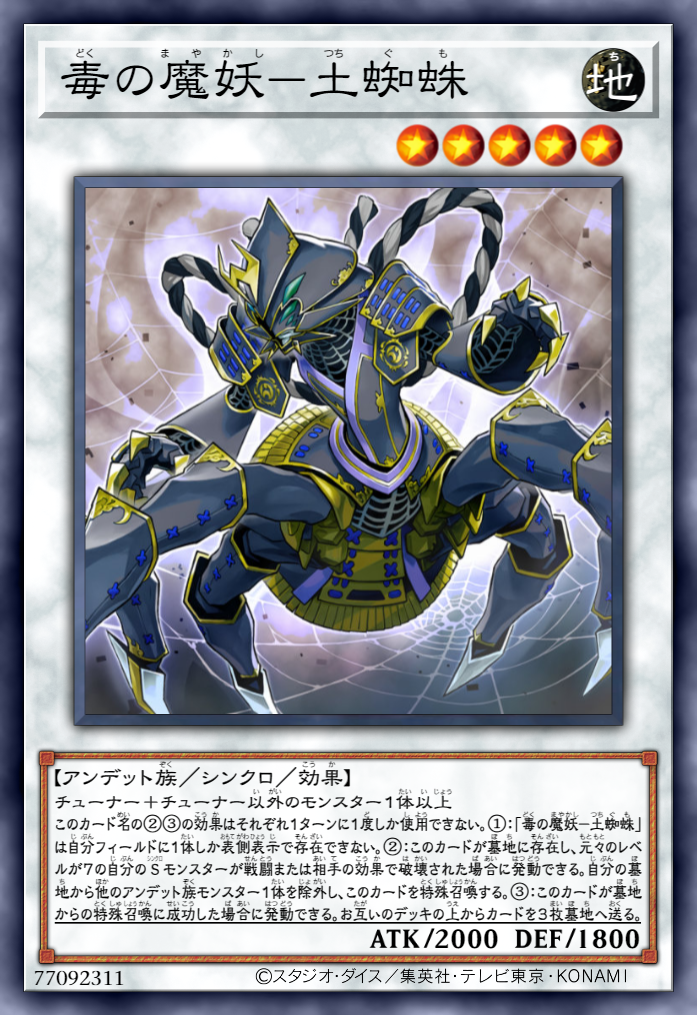 毒の魔妖－土蜘蛛
地
【アンデット族／シンクロ／効果】
チューナー＋チューナー以外のモンスター1体以上
このカード名の②③の効果はそれぞれ1ターンに1度しか使用できない。①:「毒の魔妖－土蜘蛛」
は自分フィールドに1体しか表側表示で存在できない。②:このカードが墓地に存在し、元々のレベ
ルが7の自分のＳモンスターが戦闘または相手の効果で破壊された場合に発動できる。自分の墓
地から他のアンデット族モンスター1体を除外し、このカードを特殊召喚する。③:このカードが墓地
からの特殊召喚に成功した場合に発動できる。お互いのデッキの上からカードを3枚墓地へ送る。
ATK/2000 DEF/1800
77092311 ©スタジオ・ダイス／集英社・テレビ東京・KONAMI